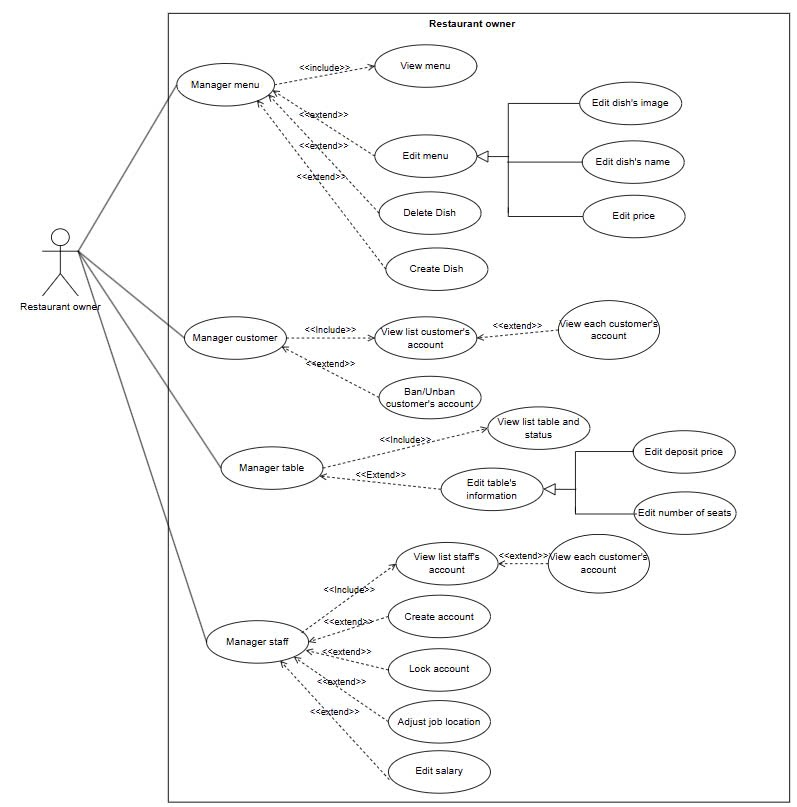 Restaurant owner
<<include>>
View menu
Manager menu
Edit dish's image
<<extend>>
<<extend>>
Edit menu
Edit dish's name
<<extend>>
Delete Dish
Edit price
Create Dish
Restaurant owner
Manager customer
<<Include>>
View list customer's
account
<<extend>>
View each customer's
account
<<extend>>
Ban/Unban
customer's account
View list table and
status
<<Include>>
Manager table
<<Extend>>
Edit table's
information
Edit deposit price
Edit number of seats
View list staff's
account
<<extend>>
View each customer's
account
<<Include>>
<<extend>>
Create account
Manager staff
<<extend>>
Lock account
<<extend>>
Adjust job location
<<extend>>
Edit salary